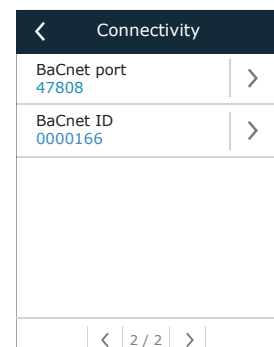 Connectivity
BaCnet port
47808
BaCnet ID
0000166
2 / 2